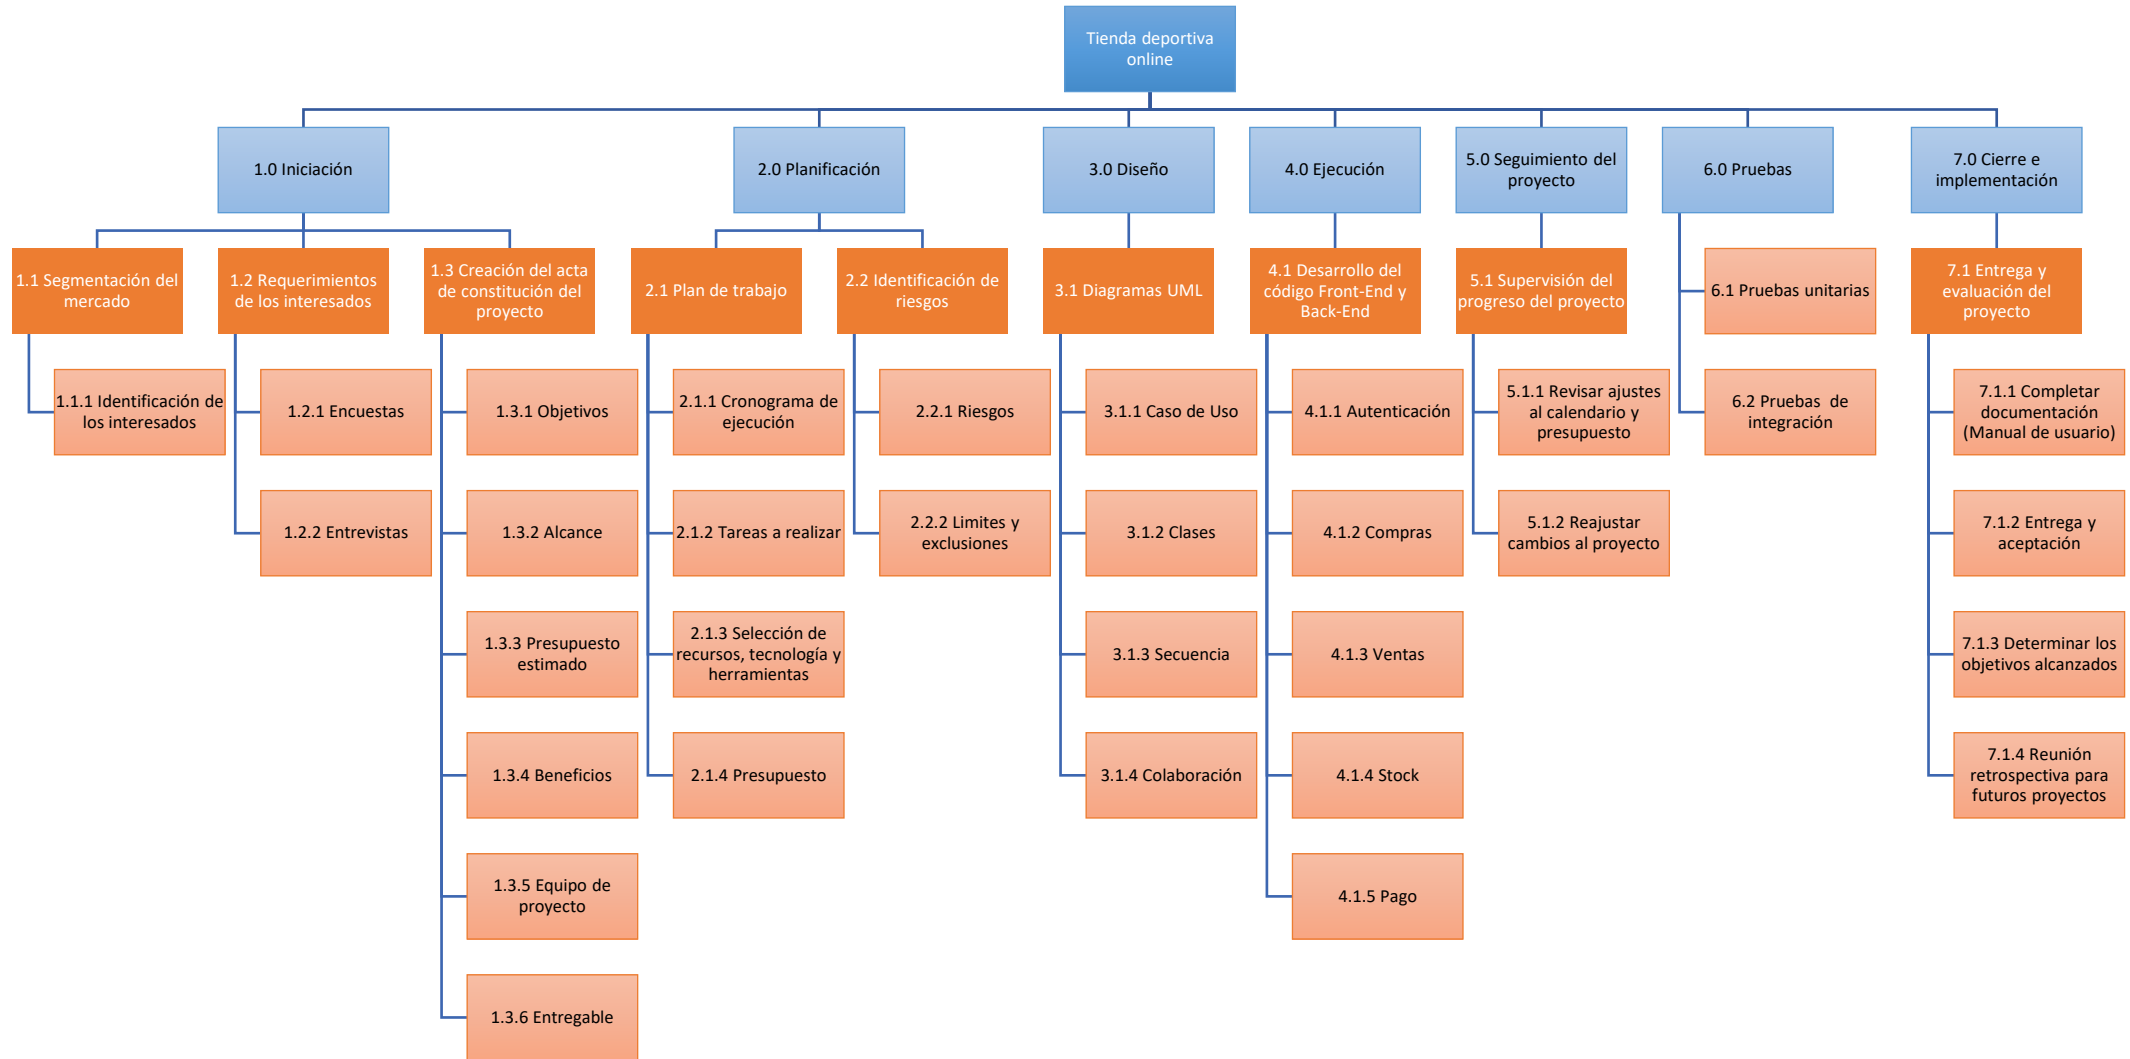 Tienda deportiva
online
1.0 Iniciación
2.0 Planificación
3.0 Diseño
4.0 Ejecución
5.0 Seguimiento del
proyecto
6.0 Pruebas
7.0 Cierre e
implementación
1.1 Segmentación del
mercado
1.2 Requerimientos
de los interesados
1.3 Creación del acta
de constitución del
proyecto
2.1 Plan de trabajo
2.2 Identificación de
riesgos
3.1 Diagramas UML
4.1 Desarrollo del
código Front-End y
Back-End
5.1 Supervisión del
progreso del proyecto
6.1 Pruebas unitarias
7.1 Entrega y
evaluación del
proyecto
1.1.1 Identificación de
los interesados
1.2.1 Encuestas
1.3.1 Objetivos
2.1.1 Cronograma de
ejecución
2.2.1 Riesgos
3.1.1 Caso de Uso
4.1.1 Autenticación
5.1.1 Revisar ajustes
al calendario y
presupuesto
6.2 Pruebas  de
integración
7.1.1 Completar
documentación
(Manual de usuario)
1.2.2 Entrevistas
1.3.2 Alcance
2.1.2 Tareas a realizar
2.2.2 Limites y
exclusiones
3.1.2 Clases
4.1.2 Compras
5.1.2 Reajustar
cambios al proyecto
7.1.2 Entrega y
aceptación
1.3.3 Presupuesto
estimado
2.1.3 Selección de
recursos, tecnología y
herramientas
3.1.3 Secuencia
4.1.3 Ventas
7.1.3 Determinar los
objetivos alcanzados
1.3.4 Beneficios
2.1.4 Presupuesto
3.1.4 Colaboración
4.1.4 Stock
7.1.4 Reunión
retrospectiva para
futuros proyectos
1.3.5 Equipo de
proyecto
4.1.5 Pago
1.3.6 Entregable